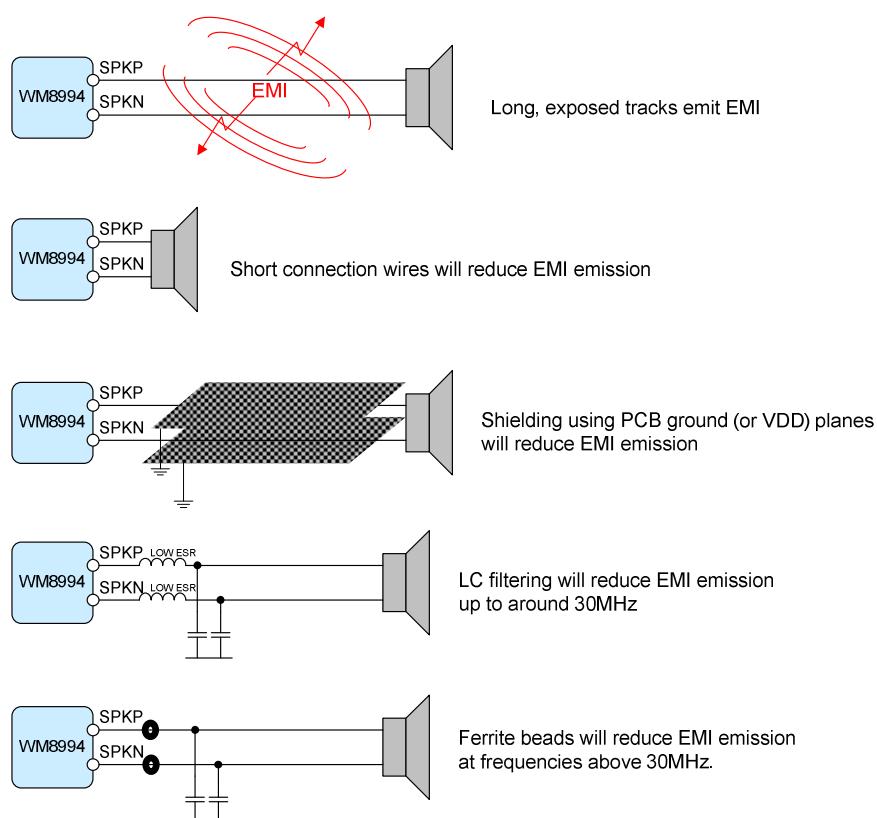 SPKP
WM8994
SPKN
EMI
Long, exposed tracks emit EMI
SPKP
WM8994
SPKN
Short connection wires will reduce EMI emission
SPKP
WM8994
SPKN
Shielding using PCB ground (or VDD) planes
will reduce EMI emission
SPKP
LOW ESR
WM8994
SPKN
LOW ESR
LC filtering will reduce EMI emission
up to around 30MHz
SPKP
WM8994
SPKN
Ferrite beads will reduce EMI emission
at frequencies above 30MHz.